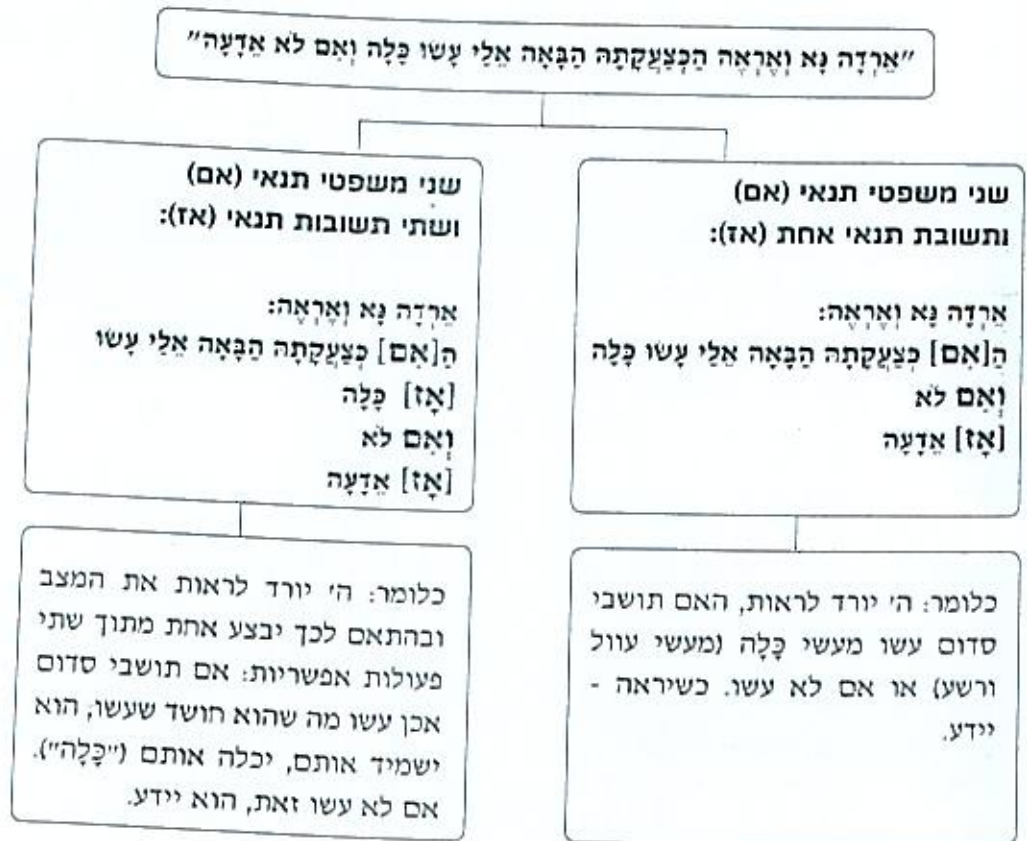 "אֵרְדָה נָּא וְאֶרְאֶה הַכְּצַעֲקָתָהּ הַבָּאָה אֵלַי עָשׂוּ כָּלָה וְאִם לֹא אֵדָעָה"
שני משפטי תנאי (אם)
ותשובת תנאי אחת (אז):
אֵרְדָה נָּא וְאֶרְאֶה:
הַ[אִם] כְּצַעֲקָתָהּ הַבָּאָה אֵלַי עָשׂוּ כָּלָה
וְאִם לֹא
[אָז] אֵדָעָה
כלומר: ה' יורד לראות, האם תושבי
סדום עשו מעשי כָּלָה (מעשי עוול
ורשע) או אם לא עשו. כשיראה -
יידע.
שני משפטי תנאי (אם)
ושתי תשובות תנאי (אז):
אֵרְדָה נָּא וְאֶרְאֶה:
הַ[אִם] כְּצַעֲקָתָהּ הַבָּאָה אֵלַי עָשׂוּ
[אָז] כָּלָה
וְאִם לֹא
[אָז] אֵדָעָה
כלומר: ה' יורד לראות את המצב
ובהתאם לכך יבצע אחת מתוך שתי
פעולות אפשריות: אם תושבי סדום
אכן עשו מה שהוא חושד שעשו, הוא
ישמיד אותם, יכלה אותם ("כָּלָה").
אם לא עשו זאת, הוא יידע.